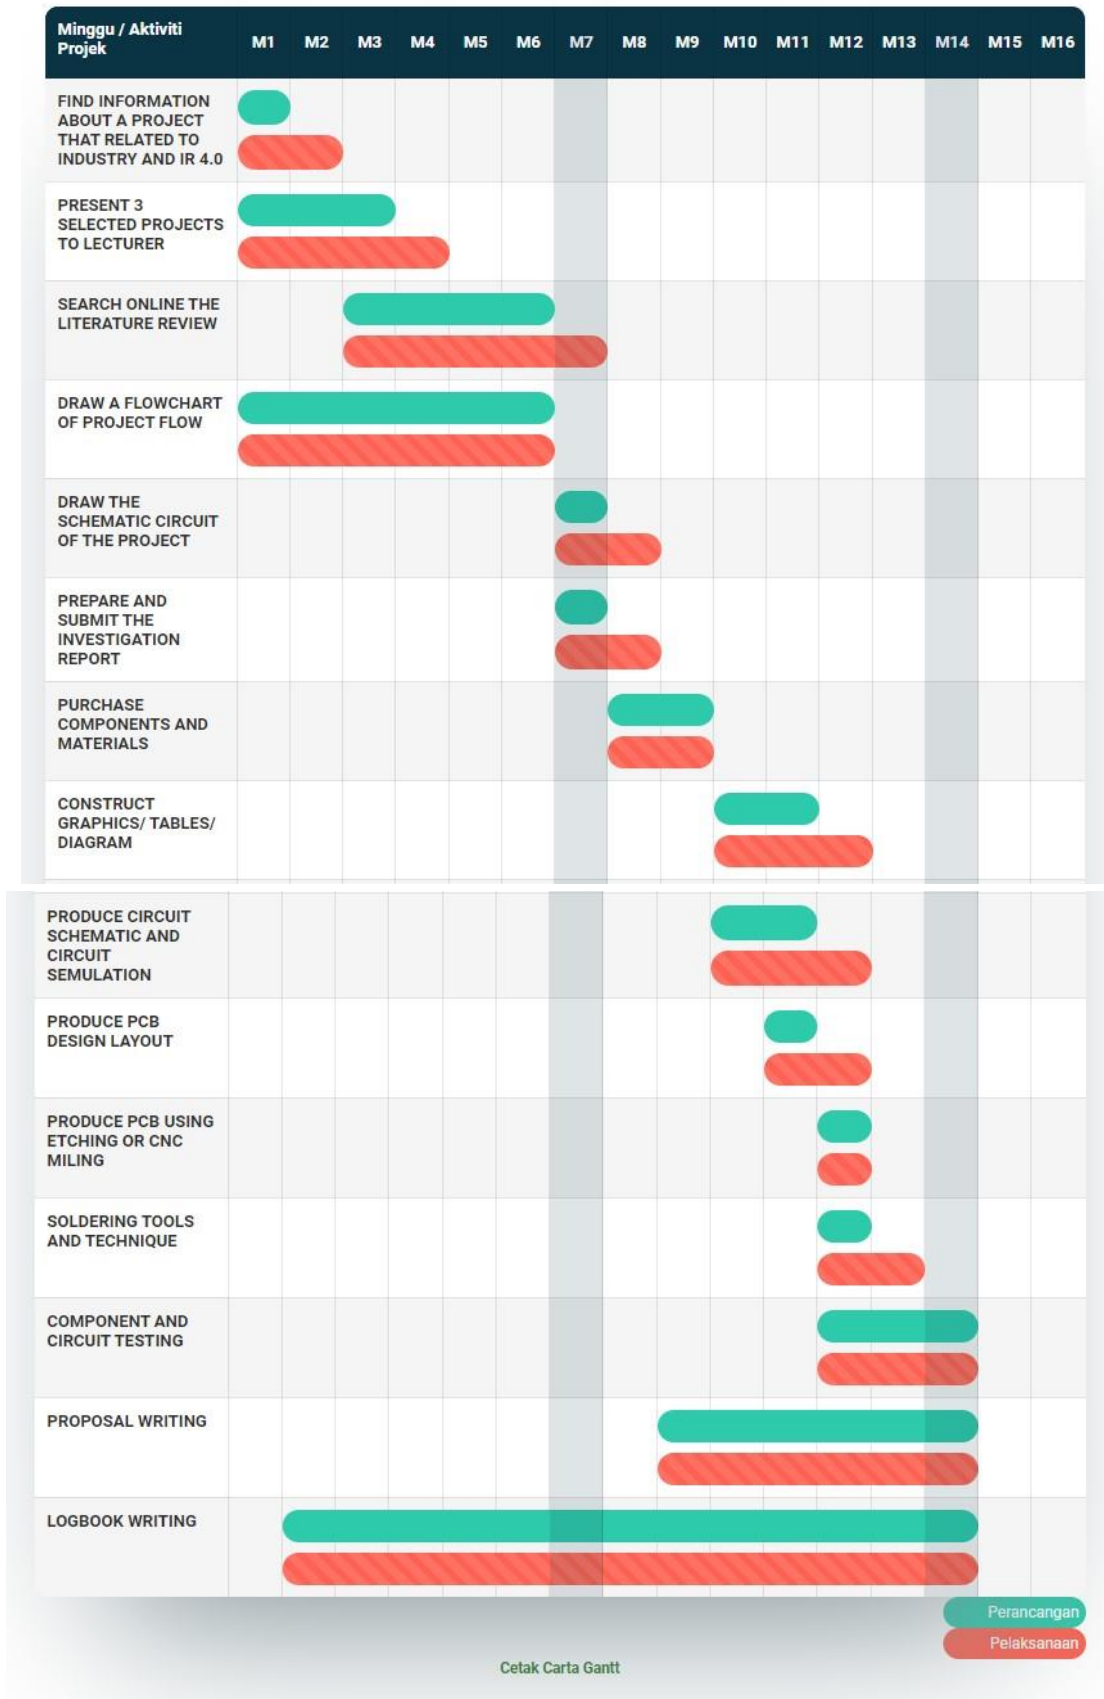 Minggu / Aktiviti
Projek
M1 M2 M3 M4 M5 M6 M7 M8 M9 M10 M11 M12 M13 M14 M15 M16
FIND INFORMATION
ABOUT A PROJECT
THAT RELATED TO
INDUSTRY AND IR 4.0
PRESENT 3
SELECTED PROJECTS
TO LECTURER
SEARCH ONLINE THE
LITERATURE REVIEW
DRAW A FLOWCHART
OF PROJECT FLOW
DRAW THE
SCHEMATIC CIRCUIT
OF THE PROJECT
PREPARE AND
SUBMIT THE
INVESTIGATION
REPORT
PURCHASE
COMPONENTS AND
MATERIALS
CONSTRUCT
GRAPHICS/ TABLES/
DIAGRAM
PRODUCE CIRCUIT
SCHEMATIC AND
CIRCUIT
SEMULATION
PRODUCE PCB
DESIGN LAYOUT
PRODUCE PCB USING
ETCHING OR CNC
MILING
SOLDERING TOOLS
AND TECHNIQUE
COMPONENT AND
CIRCUIT TESTING
PROPOSAL WRITING
LOGBOOK WRITING
Perancangan
Pelaksanaan
Cetak Carta Gantt